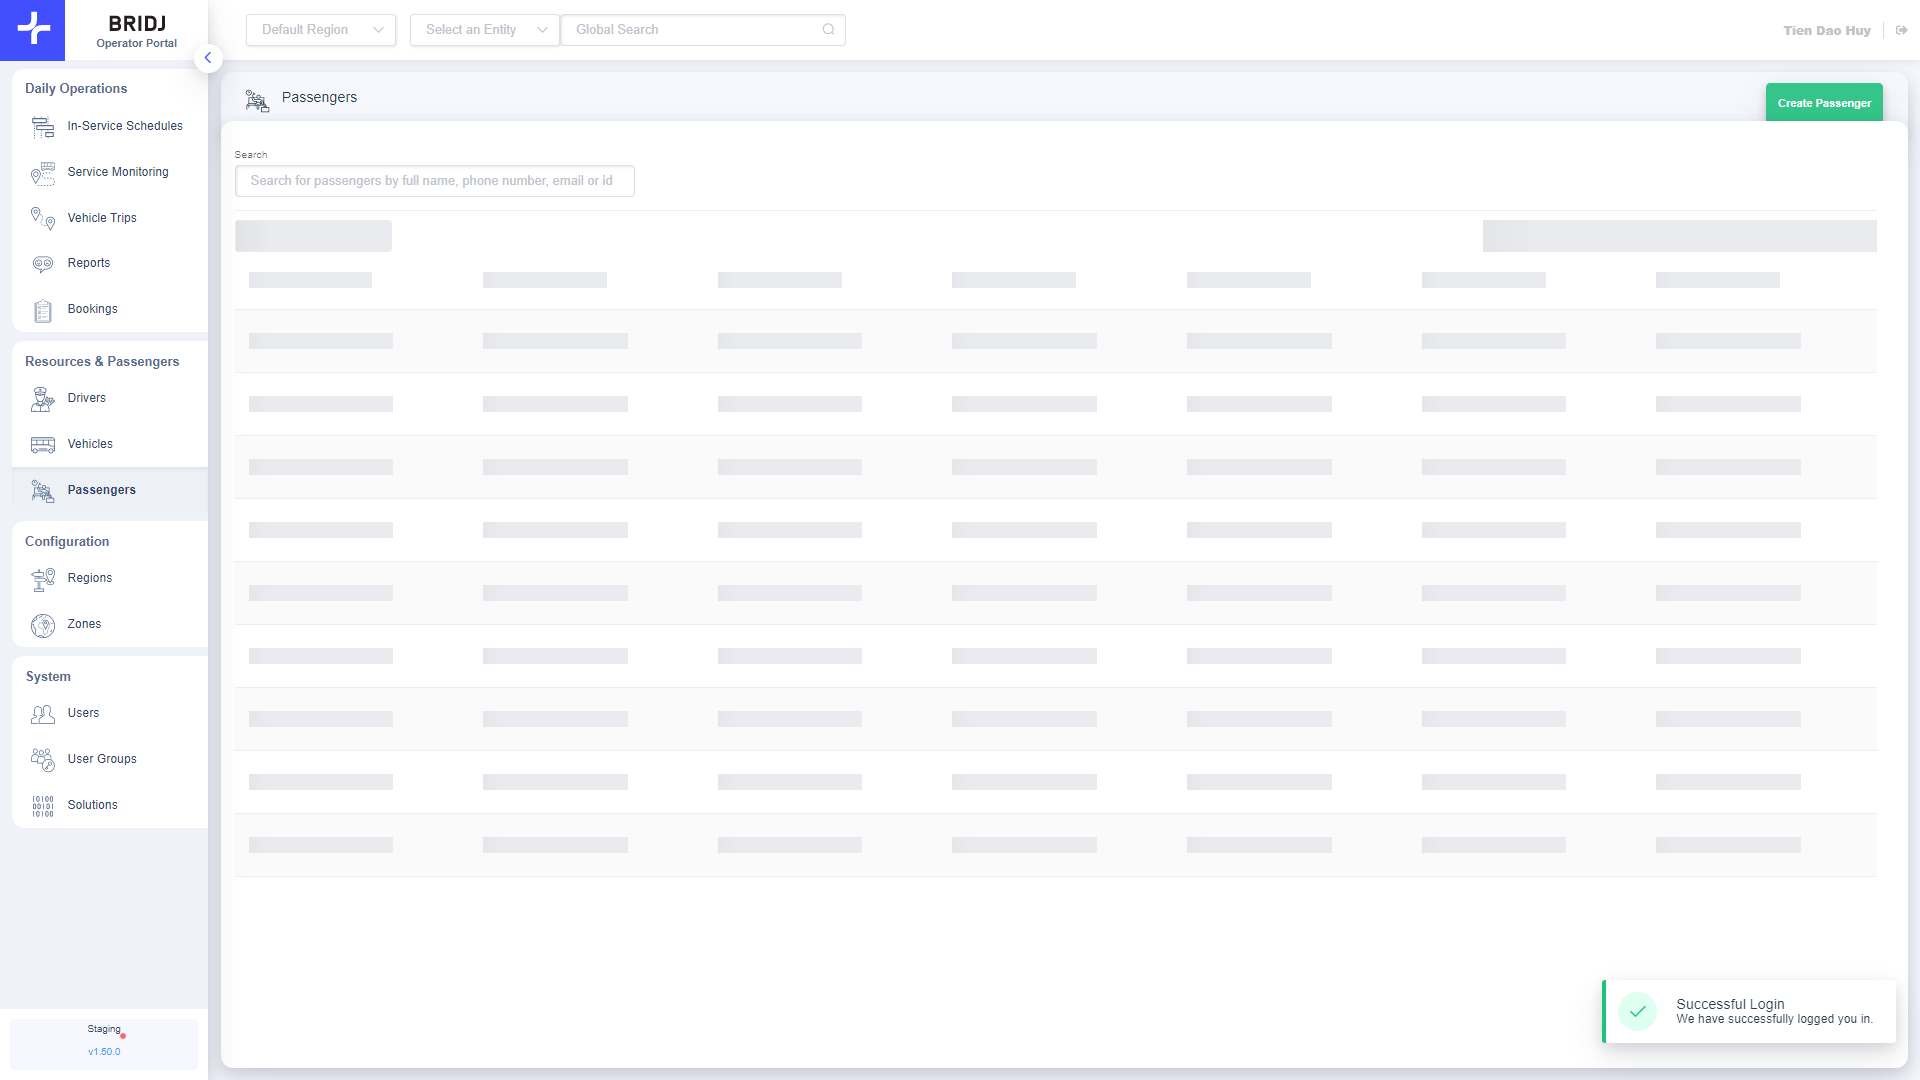 BRIDJ
Operator Portal
Default Region
Select an Entity
Global Search
Tien Dao Huy
Daily Operations
In-Service Schedules
Service Monitoring
Vehicle Trips
Reports
Bookings
Resources & Passengers
Drivers
Vehicles
Passengers
Configuration
Regions
Zones
System
Users
User Groups
10100
00101
10100
Solutions
Staging
v1.50.0
Passengers
Create Passenger
Search
Search for passengers by full name, phone number, email or id
Successful Login
We have successfully logged you in.